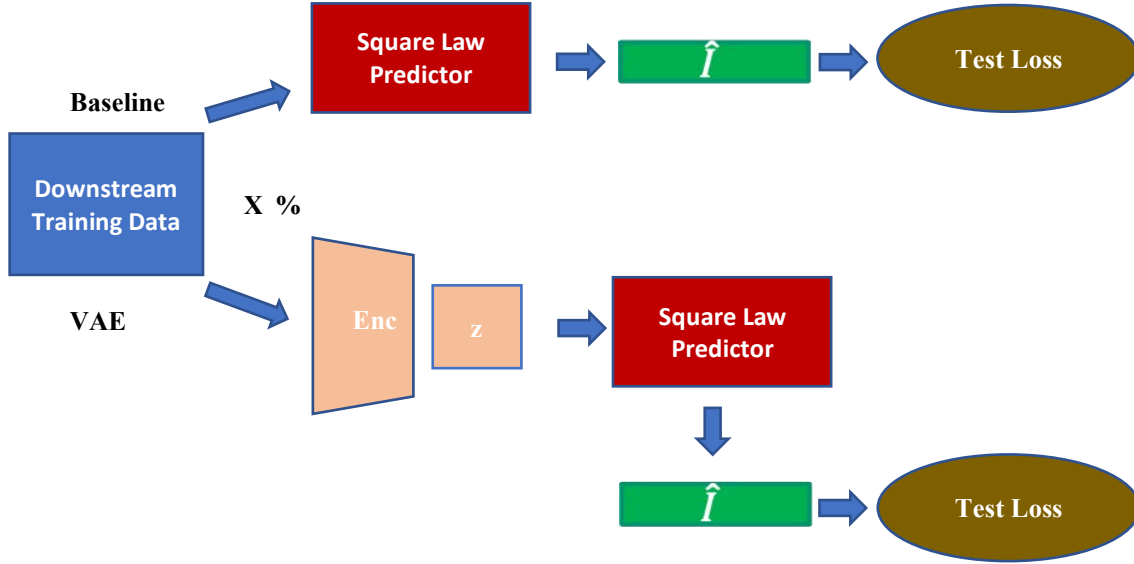 Square Law
Predictor
Î
Test Loss
Baseline
Downstream
Training Data
X %
VAE
Enc
z
Square Law
Predictor
Î
Test Loss